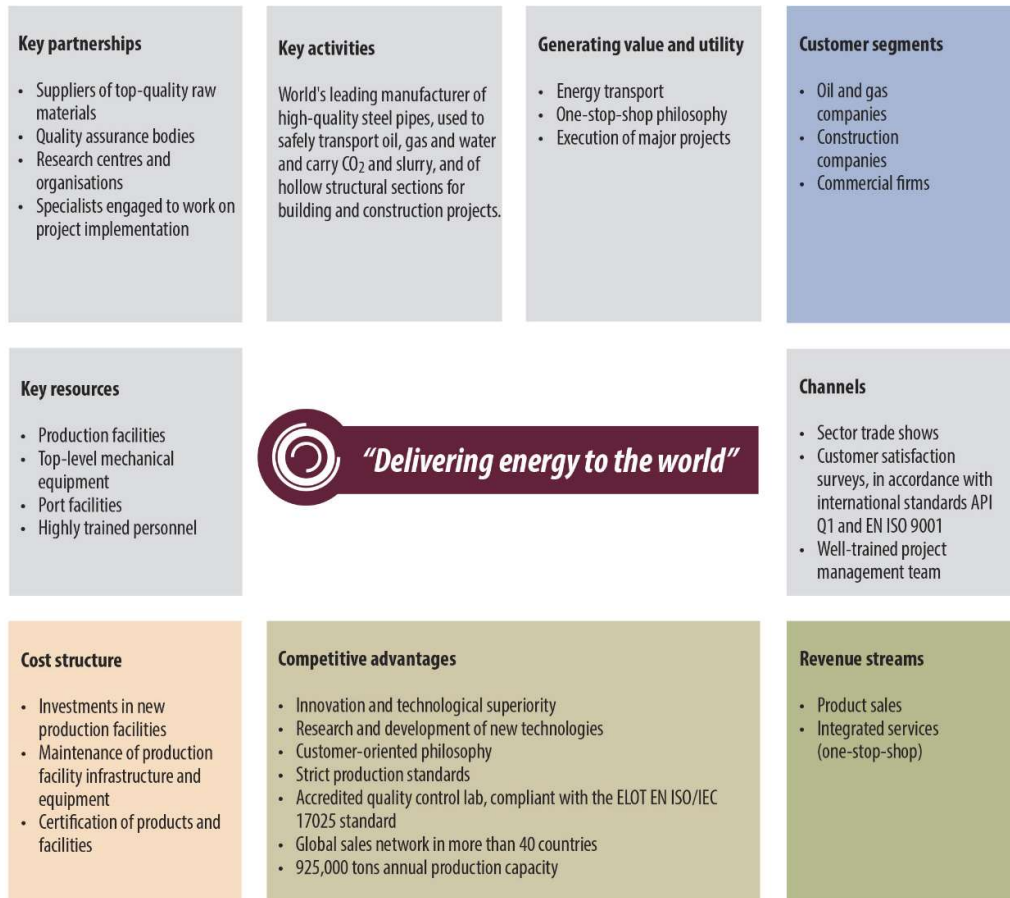 Key partnerships
• Suppliers of top-quality raw
materials
• Quality assurance bodies
• Research centres and
organisations
• Specialists engaged to work on
project implementation
Key activities
World's leading manufacturer of
high-quality steel pipes, used to
safely transport oil, gas and water
and carry CO2 and slurry, and of
hollow structural sections for
building and construction projects.
Generating value and utility
• Energy transport
• One-stop-shop philosophy
• Execution of major projects
Customer segments
• Oil and gas
companies
• Construction
companies
• Commercial firms
Key resources
• Production facilities
• Top-level mechanical
equipment
• Port facilities
• Highly trained personnel
"Delivering energy to the world"
Channels
• Sector trade shows
• Customer satisfaction
surveys, in accordance with
international standards API
Q1 and EN ISO 9001
• Well-trained project
management team
Cost structure
• Investments in new
production facilities
• Maintenance of production
facility infrastructure and
equipment
• Certification of products and
facilities
Competitive advantages
• Innovation and technological superiority
• Research and development of new technologies
• Customer-oriented philosophy
• Strict production standards
• Accredited quality control lab, compliant with the ELOT EN ISO/IEC
17025 standard
• Global sales network in more than 40 countries
• 925,000 tons annual production capacity
Revenue streams
• Product sales
• Integrated services
(one-stop-shop)